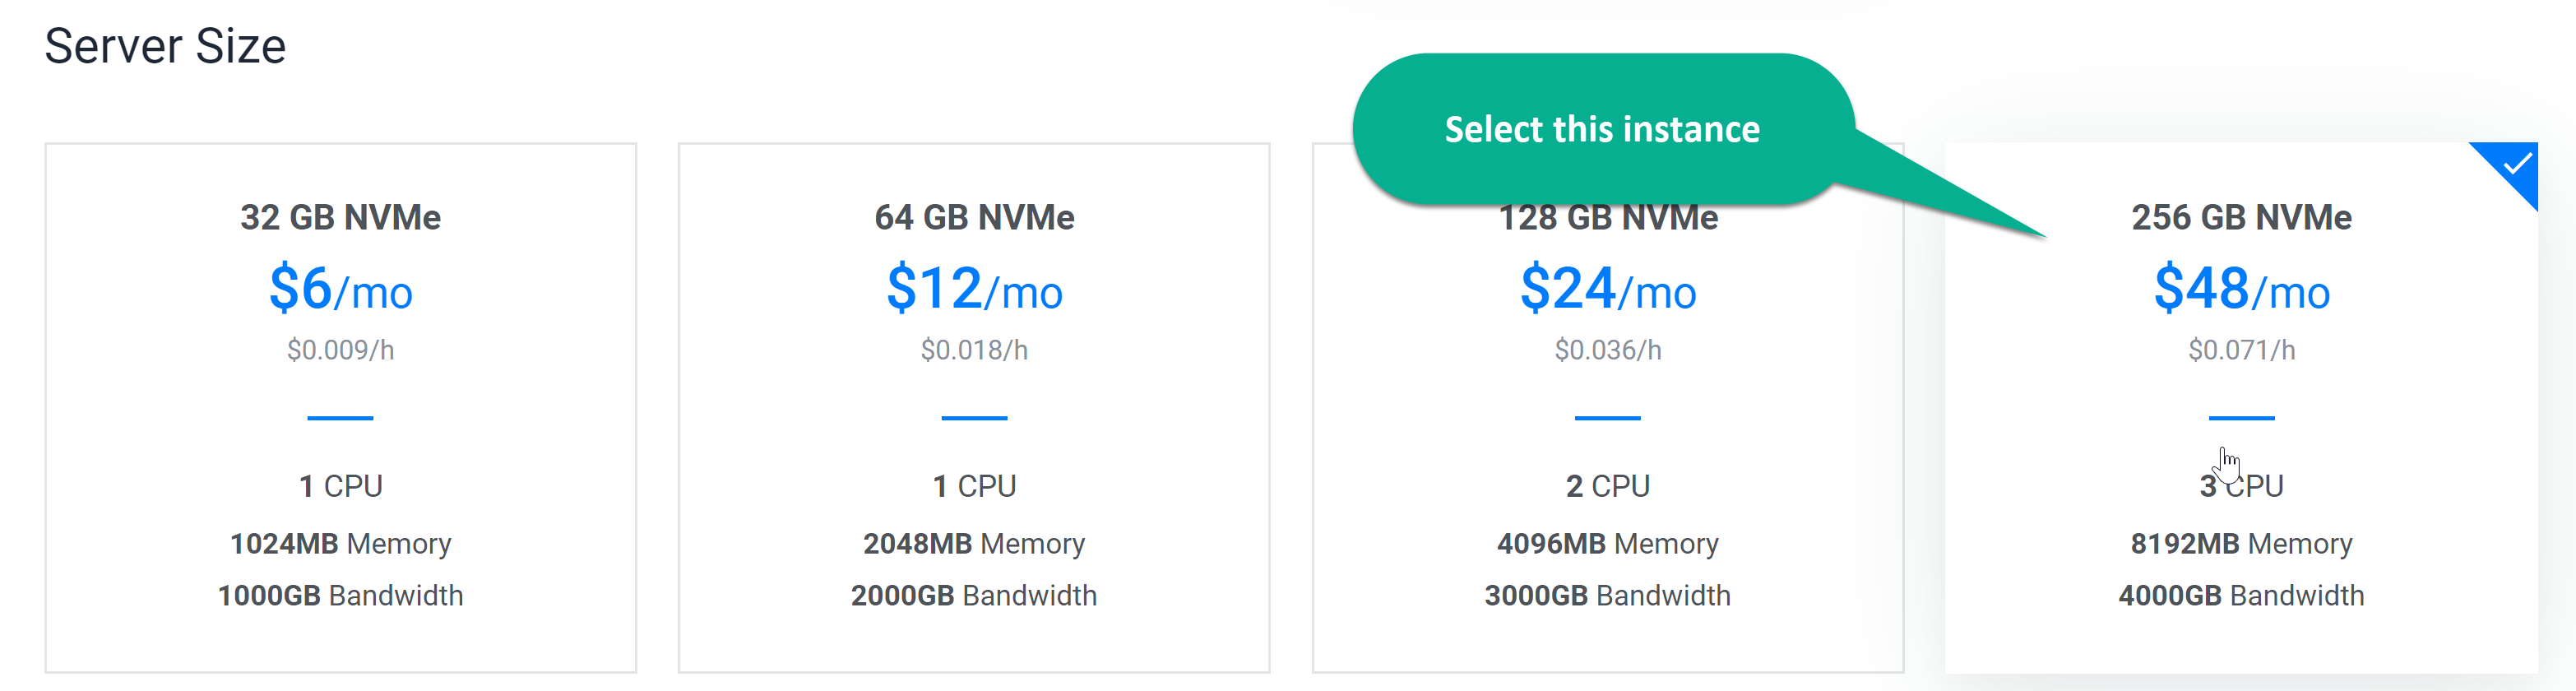 Server Size
Select this instance
32 GB NVMe
$6/mo
$0.009/h
1 CPU
1024MB Memory
1000GB Bandwidth
64 GB NVMe
$12/mo
$0.018/h
1 CPU
2048MB Memory
2000GB Bandwidth
128 GB NVMe
$24/mo
$0.036/h
2 CPU
4096MB Memory
3000GB Bandwidth
256 GB NVMe
$48/mo
$0.071/h
3 CPU
8192MB Memory
4000GB Bandwidth